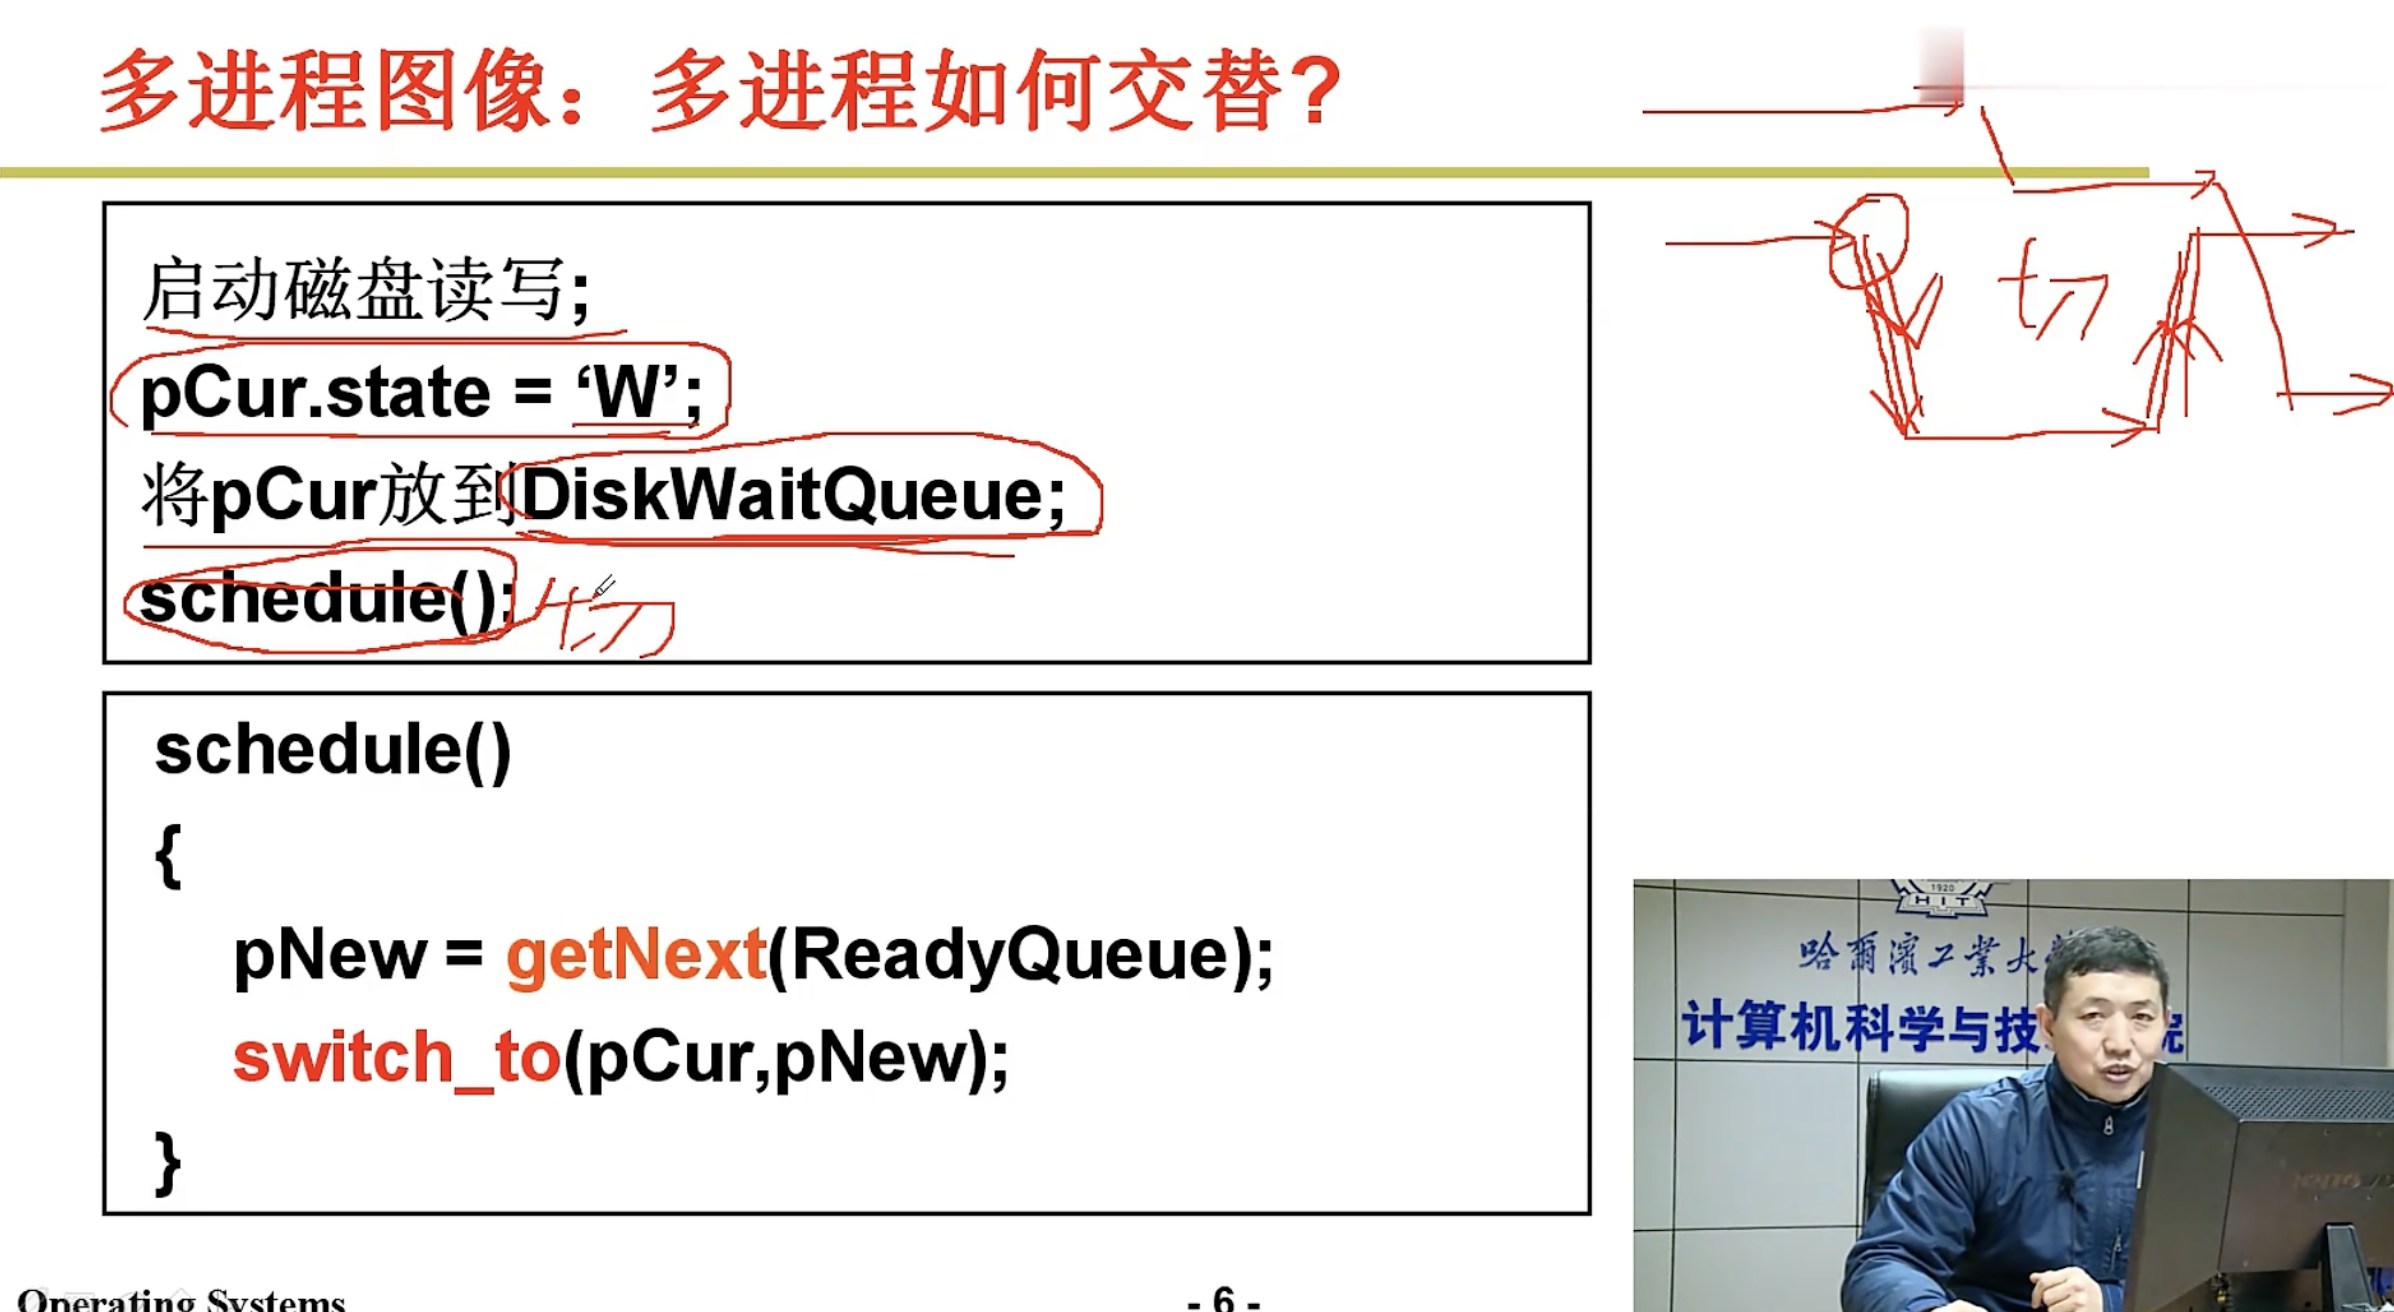 多进程图像：多进程如何交替?
启动磁盘读写;
pCur.state = ‘W’;
将pCur放到DiskWaitQueue;
schedule(); 切
切
schedule()
{
pNew = getNext(ReadyQueue);
switch_to(pCur,pNew);
}
1920
HIT
哈爾濱工業大
计算机科学与技 院
Operating Systems
- 6 -